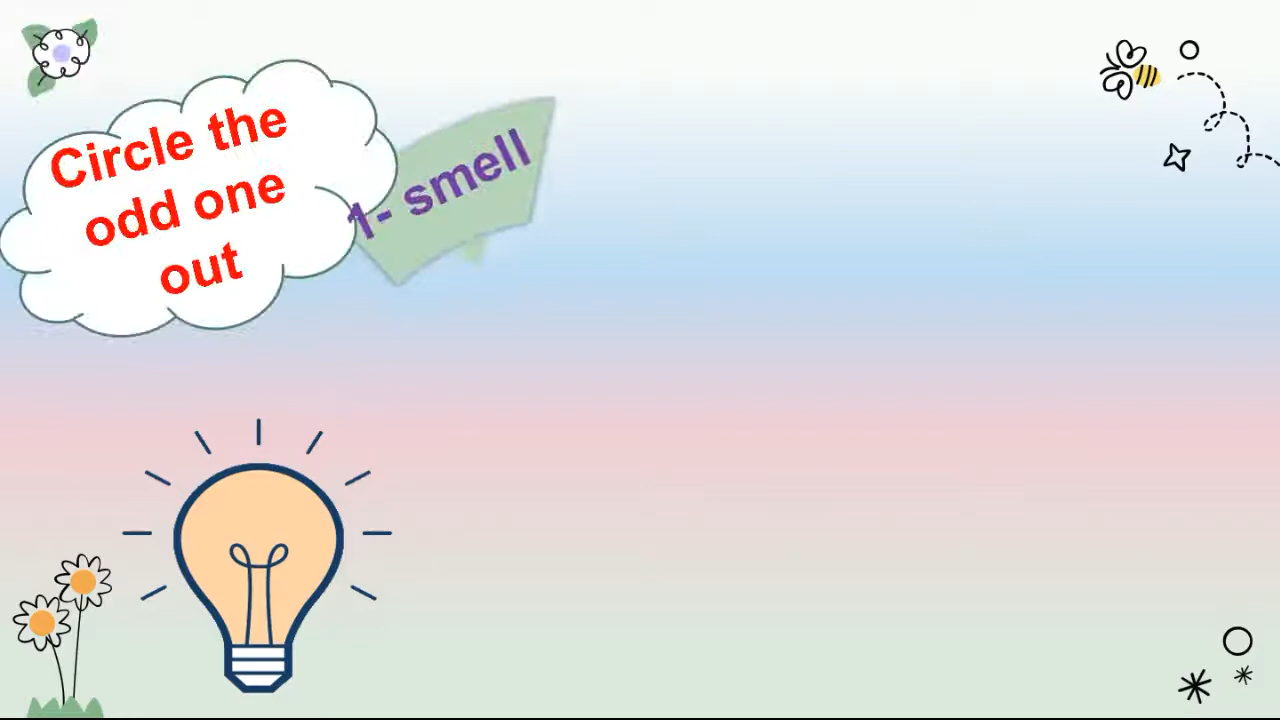 Circle the
odd one
out
1- smell